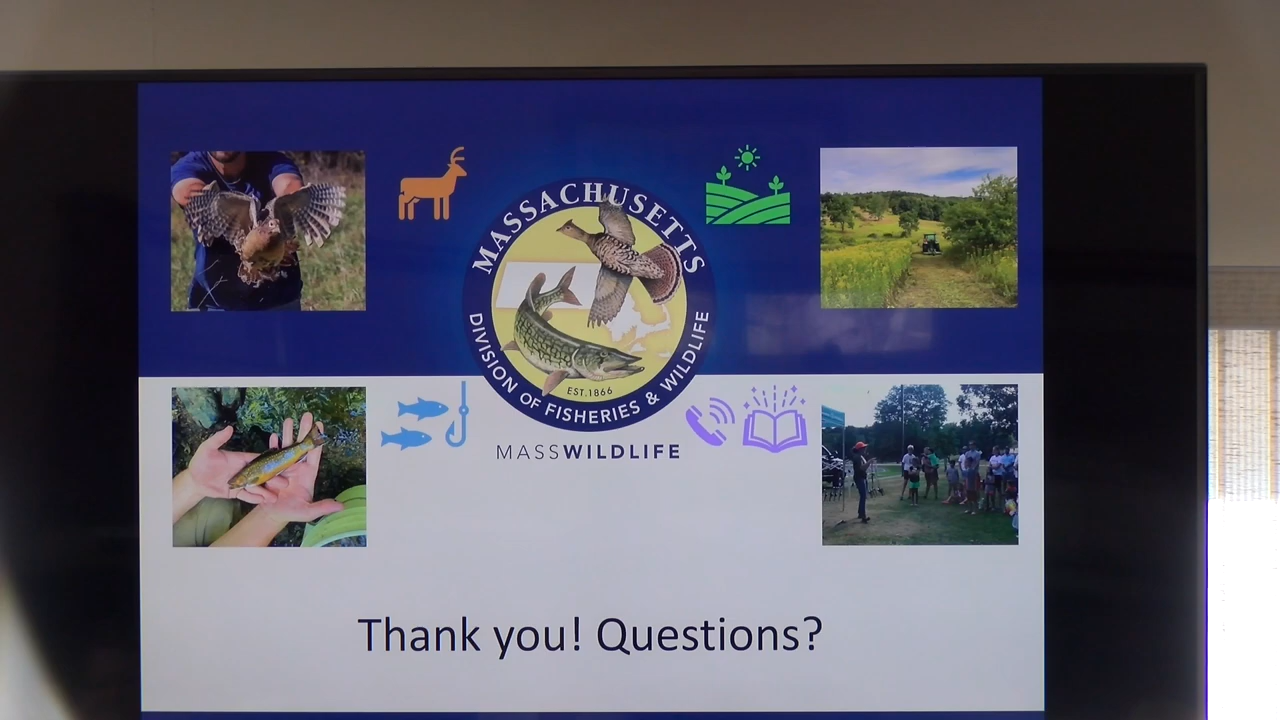 MASSACHUSETTS
DIVISION OF FISHERIES & WILDLIFE
EST.1866
MASSWILDLIFE
Thank you! Questions?